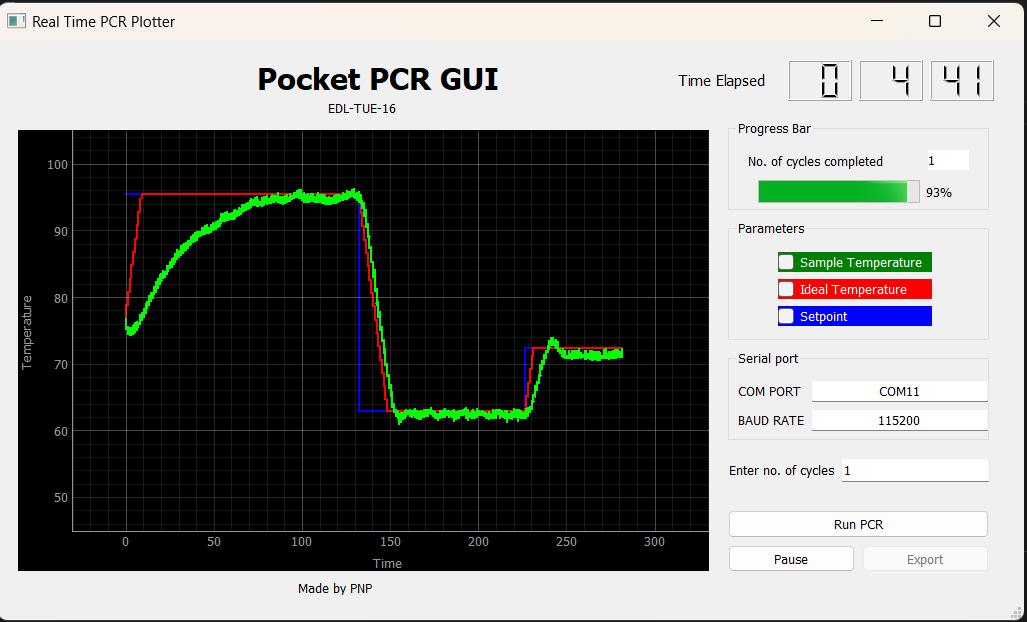 Real Time PCR Plotter
Pocket PCR GUI
EDL-TUE-16
Time Elapsed 0 4 41
Progress Bar
No. of cycles completed 1
93%
Parameters
Sample Temperature
Ideal Temperature
Setpoint
Serial port
COM PORT COM11
BAUD RATE 115200
Enter no. of cycles 1
Run PCR
Pause Export
Temperature
100
90
80
70
60
50
0 50 100 150 200 250 300
Time
Made by PNP